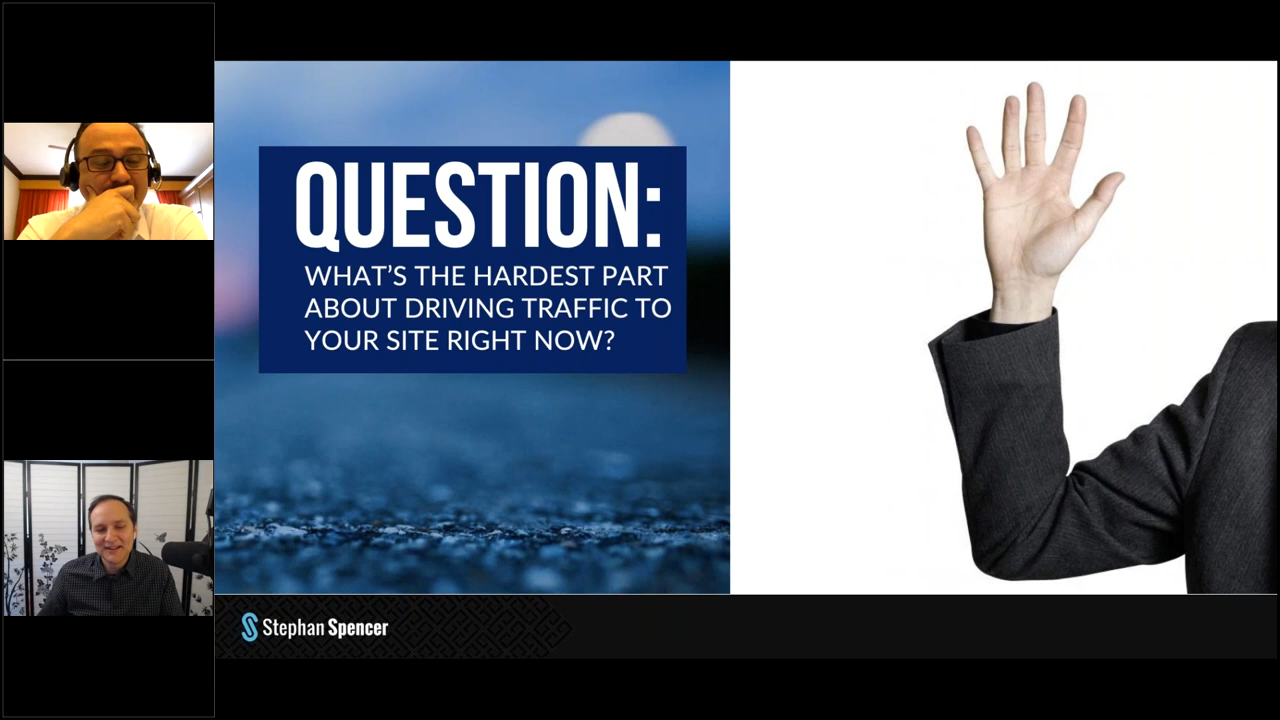 QUESTION:
WHAT’S THE HARDEST PART
ABOUT DRIVING TRAFFIC TO
YOUR SITE RIGHT NOW?
Stephan Spencer